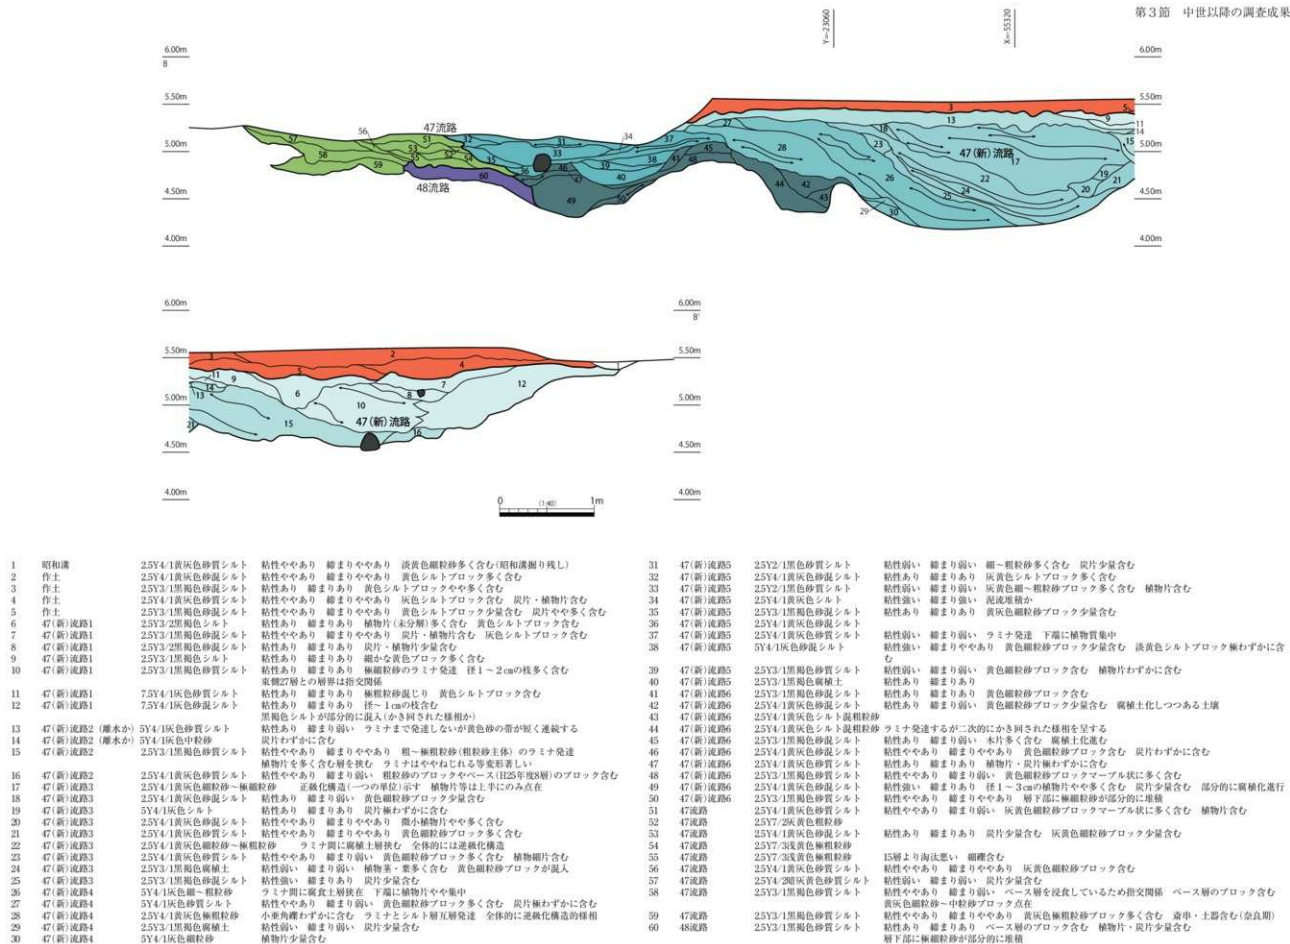 第3節　中世以降の調査成果
Y=-23060
X=-55320
6.00m
B
6.00m
5.50m
5.50m
5.00m
5.00m
4.50m
4.50m
4.00m
4.00m
47流路
48流路
47(新)流路
6.00m
6.00m
B'
5.50m
5.50m
5.00m
5.00m
4.50m
4.50m
4.00m
4.00m
47(新)流路
0 (1:40) 1m
1 昭和溝 2.5Y4/1黄灰色砂質シルト 粘性ややあり 締まりややあり 淡黄色細粒砂多く含む(昭和溝掘り残し)
2 作土 2.5Y4/1黄灰色砂混シルト 粘性あり 締まりややあり 黄色シルトブロック多く含む
3 作土 2.5Y3/1黒褐色砂混シルト 粘性あり 締まりあり 黄色シルトブロックやや多く含む
4 作土 2.5Y4/1黄灰色砂質シルト 粘性ややあり 締まりややあり 灰色シルトブロック含む 炭片・植物片含む
5 作土 2.5Y3/1黒褐色砂混シルト 粘性ややあり 締まりややあり 黄色シルトブロック少量含む 炭片やや多く含む
6 47(新)流路1 2.5Y3/2黒褐色シルト 粘性あり 締まりあり 植物片(未分解)多く含む 黄色シルトブロック含む
7 47(新)流路1 2.5Y3/1黒褐色砂混シルト 粘性ややあり 締まりややあり 炭片・植物片含む 灰色シルトブロック含む
8 47(新)流路1 2.5Y3/2黒褐色砂混シルト 粘性あり 締まりあり 炭片・植物片少量含む
9 47(新)流路1 2.5Y3/1黒褐色シルト 粘性あり 締まりあり 細かな黄色ブロック多く含む
10 47(新)流路1 2.5Y3/1黒褐色砂質シルト 粘性あり 締まりあり 極細粒砂のラミナ発達 径1～2㎝の枝多く含む
東側27層との層界は指交関係
11 47(新)流路1 7.5Y4/1灰色砂質シルト 粘性あり 締まりあり 極粗粒砂混じり 黄色シルトブロック含む
12 47(新)流路1 7.5Y4/1灰色砂混シルト 粘性あり 締まりあり 径～1㎝の枝含む
黒褐色シルトが部分的に混入(かき回された様相か)
13 47(新)流路2 (離水か) 5Y4/1灰色砂質シルト 粘性あり 締まり弱い ラミナまで発達しないが黄色砂の帯が短く連続する
14 47(新)流路2 (離水か) 5Y4/1灰色中粒砂 炭片わずかに含む
15 47(新)流路2 2.5Y3/1黒褐色砂質シルト 粘性ややあり 締まりややあり 粗～極粗粒砂(粗粒砂主体)のラミナ発達
植物片を多く含む層を挟む ラミナはややねじれる等変形著しい
16 47(新)流路2 2.5Y4/1黄灰色砂質シルト 粘性ややあり 締まり弱い 粗粒砂のブロックやベース(H25年度8層)のブロック含む
17 47(新)流路3 2.5Y4/1黄灰色細粒砂～極細粒砂 正級化構造(一つの単位)示す 植物片等は上半にのみ点在
18 47(新)流路3 2.5Y4/1黄灰色砂混シルト 粘性あり 締まり弱い 黄色細粒砂ブロック少量含む
19 47(新)流路3 5Y4/1灰色シルト 粘性あり 締まりあり 炭片わずかに含む
20 47(新)流路3 2.5Y4/1黄灰色砂混シルト 粘性あり 締まりややあり 微小植物片やや多く含む
21 47(新)流路3 2.5Y4/1黄灰色砂質シルト 粘性ややあり 締まりややあり 黄色細粒砂ブロック多く含む
22 47(新)流路3 2.5Y4/1黄灰色細粒砂～極粗粒砂 ラミナ間に腐植土層挟む 全体的には逆級化構造
23 47(新)流路3 2.5Y4/1黄灰色砂質シルト 粘性ややあり 締まり弱い 黄色細粒砂ブロック多く含む 植物細片含む
24 47(新)流路3 2.5Y3/1黒褐色腐植土 粘性弱い 締まり弱い 植物茎・葉多く含む 黄色細粒砂ブロックが混入
25 47(新)流路3 2.5Y3/1黒褐色砂混シルト 粘性強い 締まりあり 炭片少量含む
26 47(新)流路4 5Y4/1灰色細～粗粒砂 ラミナ間に腐食土層挟在 下端に植物片やや集中
27 47(新)流路4 5Y4/1灰色砂質シルト 粘性ややあり 締まり弱い 黄色細粒砂ブロック多く含む 炭片極わずかに含む
28 47(新)流路4 2.5Y4/1黄灰色極粗粒砂 小亜角礫わずかに含む ラミナとシルト層互層発達 全体的に逆級化構造的様相
29 47(新)流路4 2.5Y3/1黒褐色腐植土 粘性弱い 締まり弱い 炭片少量含む
30 47(新)流路4 5Y4/1灰色細粒砂 植物片少量含む
31 47(新)流路5 2.5Y2/1黒色砂質シルト 粘性弱い 締まり弱い 細～粗粒砂多く含む 炭片少量含む
32 47(新)流路5 2.5Y4/1黄灰色砂混シルト 粘性あり 締まりあり 灰黄色シルトブロック多く含む
33 47(新)流路5 2.5Y2/1黒色砂質シルト 粘性弱い 締まり弱い 灰黄色細～粗粒砂ブロック多く含む 植物片含む
34 47(新)流路5 2.5Y4/1黄灰色シルト 粘性強い 締まり強い 泥流堆積か
35 47(新)流路5 2.5Y3/1黒褐色砂混シルト 粘性あり 締まりあり 黄灰色細粒砂ブロック少量含む
36 47(新)流路5 2.5Y4/1黄灰色砂質シルト
37 47(新)流路5 2.5Y4/1黄灰色砂質シルト 粘性弱い 締まり弱い ラミナ発達 下端に植物質集中
38 47(新)流路5 5Y4/1灰色砂混シルト 粘性強い 締まりややあり 黄色細粒砂ブロック少量含む 淡黄色シルトブロック極わずかに含
む
39 47(新)流路5 2.5Y3/1黒褐色砂質シルト 粘性弱い 締まり弱い 黄色細粒砂ブロック含む 植物片わずかに含む
40 47(新)流路5 2.5Y3/1黒褐色腐植土 粘性あり 締まりあり
41 47(新)流路6 2.5Y3/1黒褐色砂混シルト 粘性あり 締まりあり 黄色細粒砂ブロック含む
42 47(新)流路6 2.5Y4/1黄灰色砂混シルト 粘性あり 締まり弱い 黄色細粒砂ブロック少量含む 腐植土化しつつある土壌
43 47(新)流路6 2.5Y4/1黄灰色シルト混粗粒砂
44 47(新)流路6 2.5Y4/1黄灰色シルト混粗粒砂 ラミナ発達するが二次的にかき回された様相を呈する
45 47(新)流路6 2.5Y3/1黒褐色砂混シルト 粘性あり 締まり弱い 木片多く含む 腐植土化進む
46 47(新)流路6 2.5Y4/1黄灰色砂混シルト 粘性ややあり 締まりややあり 黄色細粒砂ブロック含む 炭片わずかに含む
47 47(新)流路6 2.5Y4/1黄灰色砂混シルト 粘性あり 締まりあり 植物片・炭片極わずかに含む
48 47(新)流路6 2.5Y3/1黒褐色砂質シルト 粘性弱い 締まり弱い 黄色細粒砂ブロックマーブル状に多く含む
49 47(新)流路6 2.5Y4/1黄灰色砂混シルト 粘性強い 締まりあり 径1～3㎝の植物片やや多く含む 炭片少量含む 部分的に腐植化進行
50 47(新)流路6 2.5Y3/1黒褐色砂質シルト 粘性ややあり 締まりややあり 層下部に極細粒砂が部分的に堆積
51 47流路 2.5Y4/1黄灰色砂質シルト 粘性ややあり 締まり弱い 灰黄色細粒砂ブロックマーブル状に多く含む 植物片含む
52 47流路 2.5Y7/2灰黄色粗粒砂
53 47流路 2.5Y4/1黄灰色砂混シルト 粘性あり 締まりあり 炭片少量含む 灰黄色細粒砂ブロック少量含む
54 47流路 2.5Y7/3浅黄色粗粒砂
55 47流路 2.5Y7/3浅黄色極粗粒砂 15層より淘汰悪い 細礫含む
56 47流路 2.5Y4/1黄灰色砂質シルト 粘性ややあり 締まりあり 灰黄色細粒砂ブロック含む
57 47流路 2.5Y4/2暗灰黄色砂質シルト 粘性弱い 締まり弱い 炭片少量含む
58 47流路 2.5Y3/1黒褐色砂質シルト 粘性ややあり 締まり弱い ベース層を浸食しているため指交関係 ベース層のブロック含む
黄灰色細粒砂～中粒砂ブロック点在
59 47流路 2.5Y3/1黒褐色砂質シルト 粘性ややあり 締まりややあり 黄灰色極粗粒砂ブロック多く含む 斎串・土器含む(奈良期)
60 48流路 2.5Y3/1黒褐色砂質シルト 粘性あり 締まりあり ベース層のブロック含む 植物片・炭片少量含む
層下部に極細粒砂が部分的に堆積